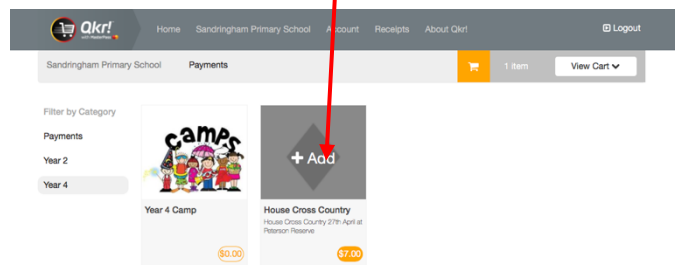 Qkr!
with MasterPass
Home Sandringham Primary School Account Receipts About Qkr! Logout
Sandringham Primary School Payments 1 item View Cart
Filter by Category
Payments
Year 2
Year 4
camps
+ Add
Year 4 Camp
$0.00
House Cross Country
House Cross Country 27th April at
Peterson Reserve
$7.00